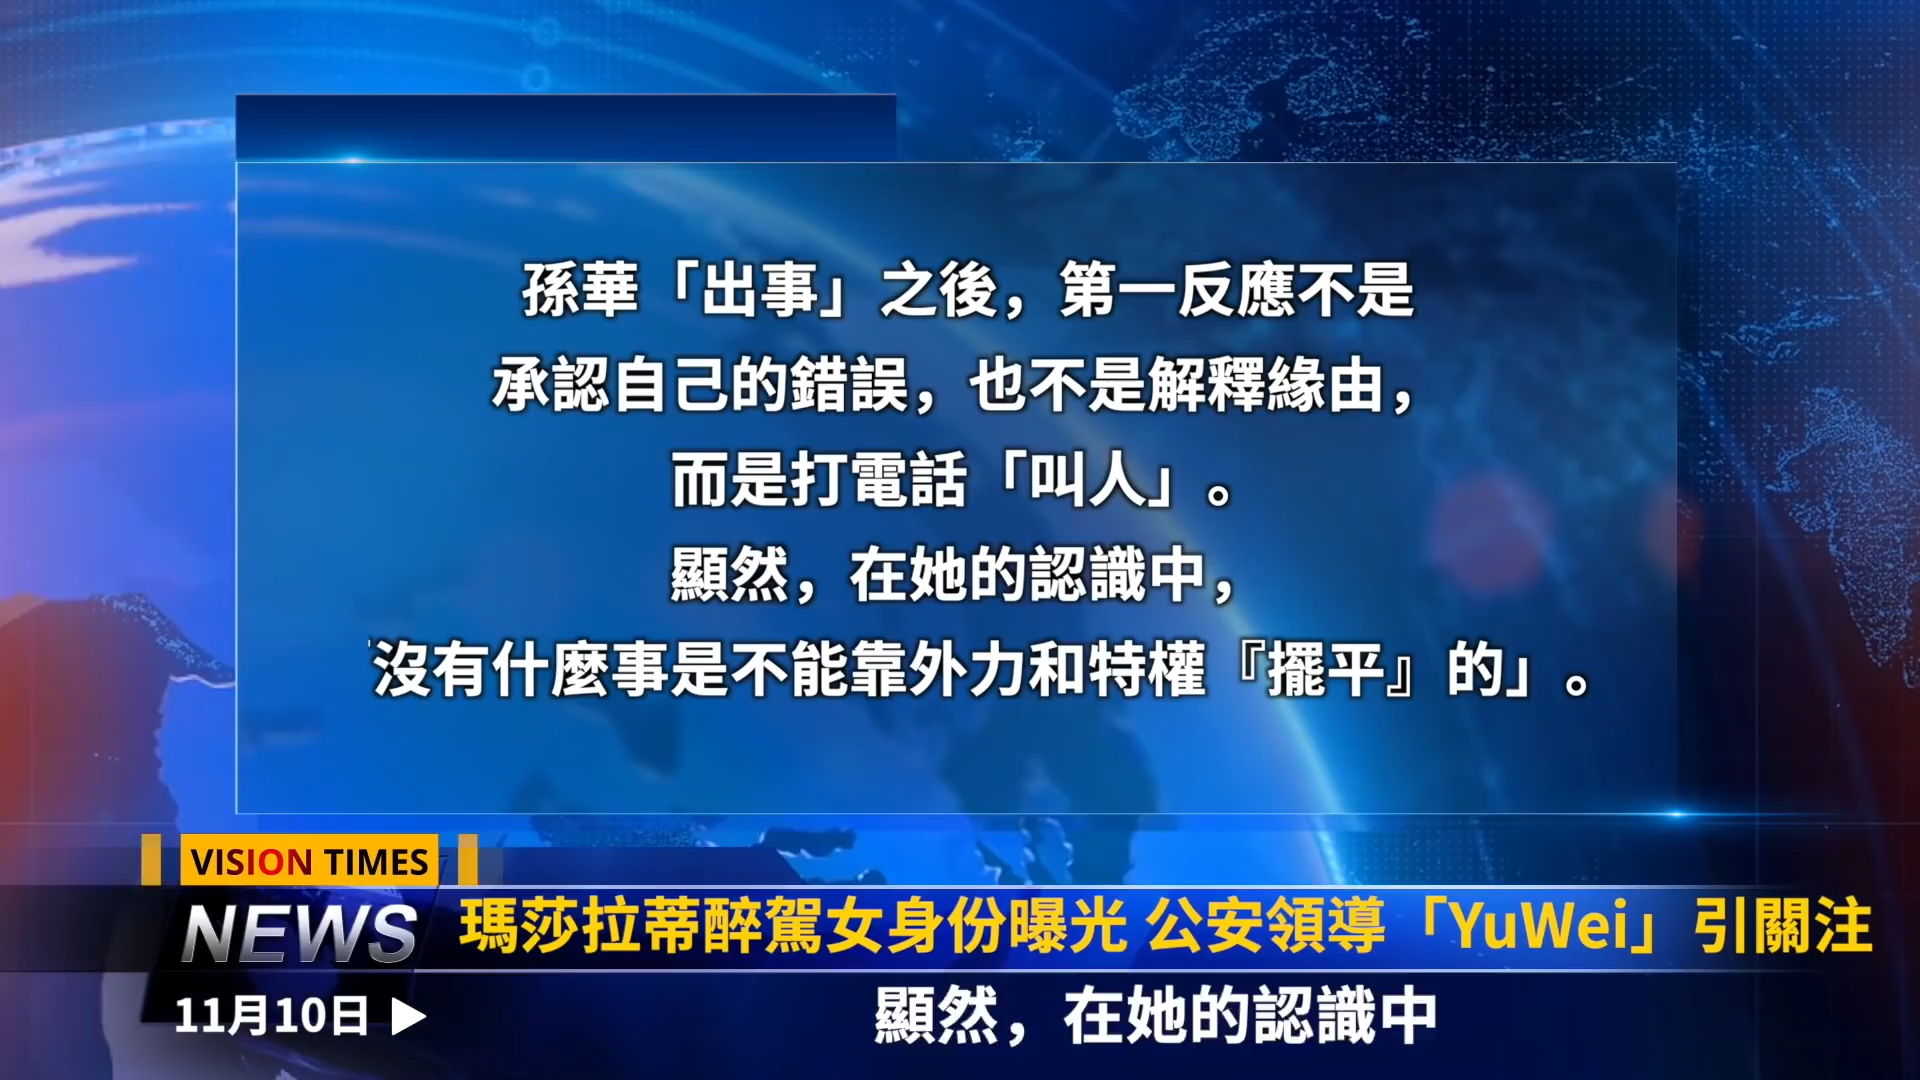 孫華「出事」之後，第一反應不是
承認自己的錯誤，也不是解釋緣由，
而是打電話「叫人」。
顯然，在她的認識中，
「沒有什麼事是不能靠外力和特權『擺平』的」。
VISION TIMES
NEWS
瑪莎拉蒂醉駕女身份曝光 公安領導「YuWei」引關注
11月10日
顯然，在她的認識中